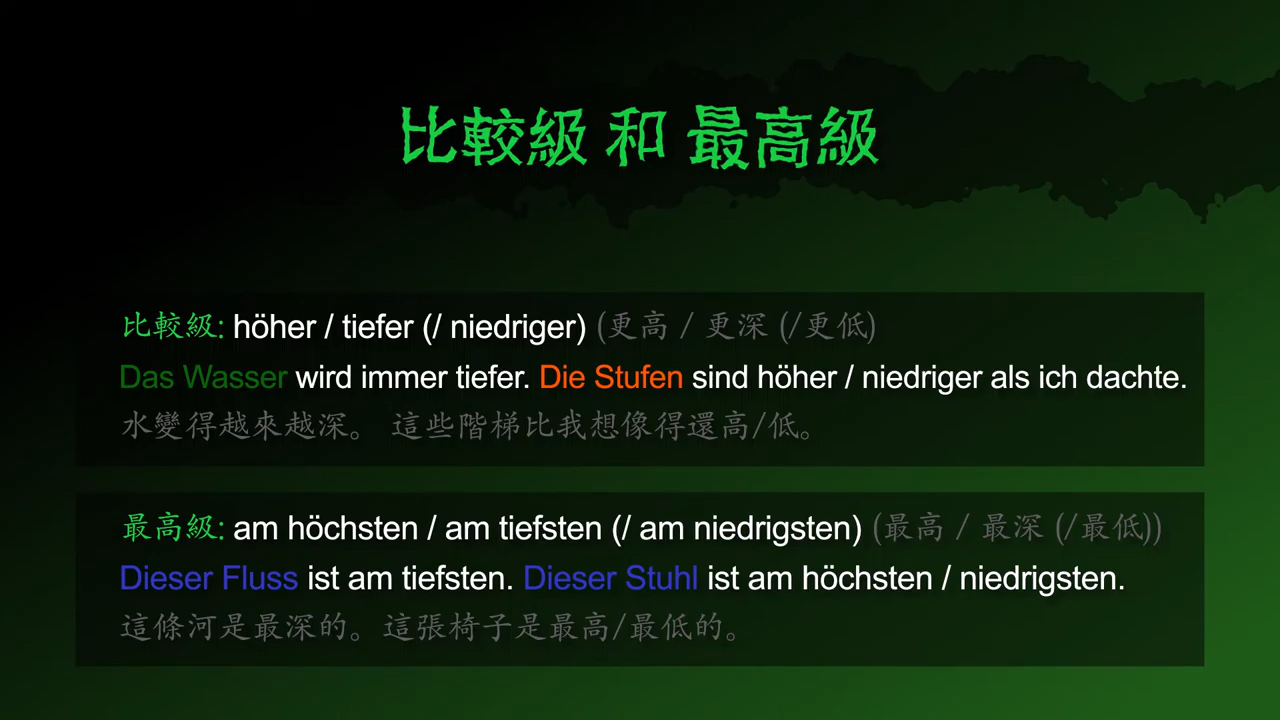 比較級 和 最高級
比較級: höher / tiefer (/ niedriger) (更高 / 更深 (/更低)
Das Wasser wird immer tiefer. Die Stufen sind höher / niedriger als ich dachte.
水變得越來越深。 這些階梯比我想像得還高/低。
最高級: am höchsten / am tiefsten (/ am niedrigsten) (最高 / 最深 (/最低))
Dieser Fluss ist am tiefsten. Dieser Stuhl ist am höchsten / niedrigsten.
這條河是最深的。這張椅子是最高/最低的。